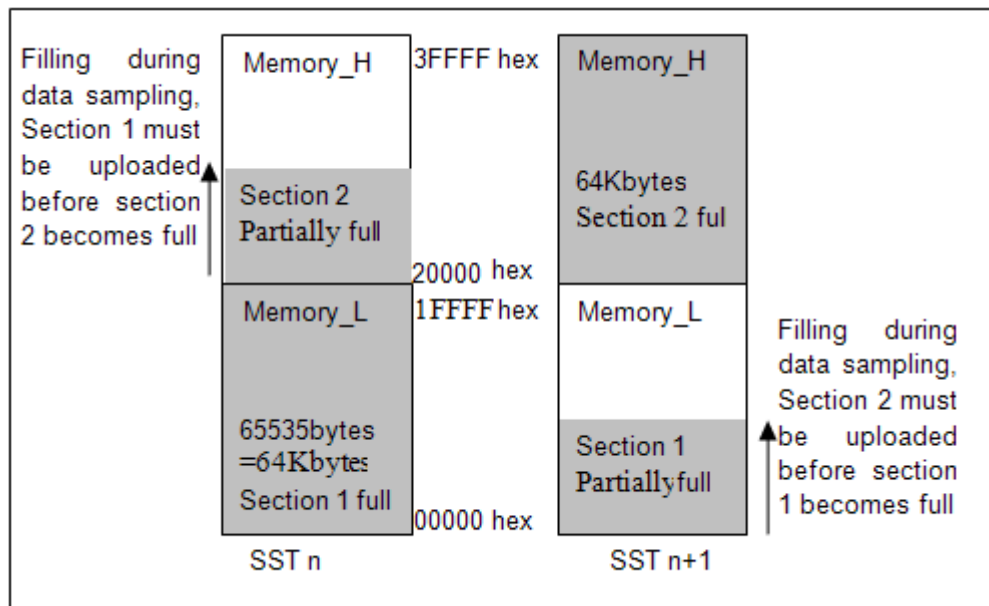 Filling during
data sampling,
Section 1 must
be uploaded
before section
2 becomes full
Memory_H
Section 2
Partially full
Memory_L
65535bytes
=64Kbytes
Section 1 full
SST n
3FFFF hex
20000 hex
1FFFF hex
00000 hex
Memory_H
64Kbytes
Section 2 ful
Memory_L
Section 1
Partially full
SST n+1
Filling during
data sampling,
Section 2 must
be uploaded
before section
1 becomes full